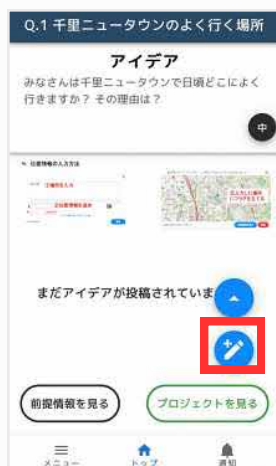 Q.1 千里ニュータウンのよく行く場所
アイデア
みなさんは千里ニュータウンで日頃どこによく
行きますか？その理由は？
中
位置情報の入力方法
まだアイデアが投稿されていま
前提情報を見る
プロジェクトを見る
メニュー
トップ
通知